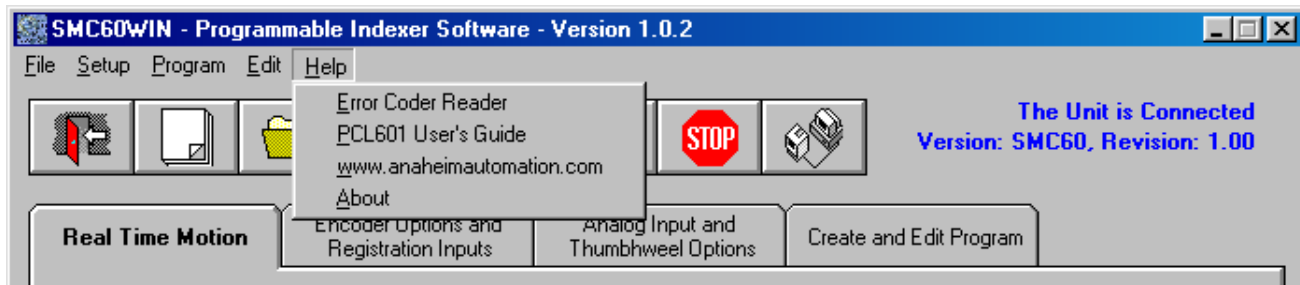 SMC60WIN - Programmable Indexer Software - Version 1.0.2
File Setup Program Edit Help
Error Coder Reader
PCL601 User's Guide
www.anaheimautomation.com
About
STOP
The Unit is Connected
Version: SMC60, Revision: 1.00
Real Time Motion
Encoder Options and
Registration Inputs
Analog Input and
Thumbhweel Options
Create and Edit Program